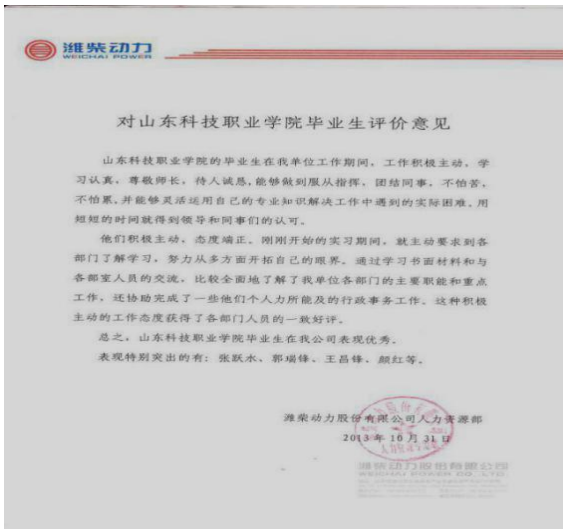 潍柴动力
WEICHAI POWER
对山东科技职业学院毕业生评价意见
山东科技职业学院的毕业生在我单位工作期间，工作积极主动，学
习认真，尊敬师长，待人诚恳，能够做到服从指挥，团结同事，不怕苦，
不怕累，并能够灵活运用自己的专业知识解决工作中遇到的实际困难，用
短短的时间就得到领导和同事们的认可。
他们积极主动，态度端正。刚刚开始的实习期间，就主动要求到各
部门了解学习，努力从多方面开拓自己的眼界。通过学习书面材料和与
各部室人员的交流，比较全面地了解了我单位各部门的主要职能和重点
工作，还协助完成了一些他们个人力所能及的行政事务工作。这种积极
主动的工作态度获得了各部门人员的一致好评。
总之，山东科技职业学院毕业生在我公司表现优秀。
表现特别突出的有：张跃水、郭瑞锋、王昌锋、颜红等。
潍柴动力股份有限公司人力资源部
2013年10月31日
潍柴动力股份有限公司
WEICHAI POWER CO., LTD.